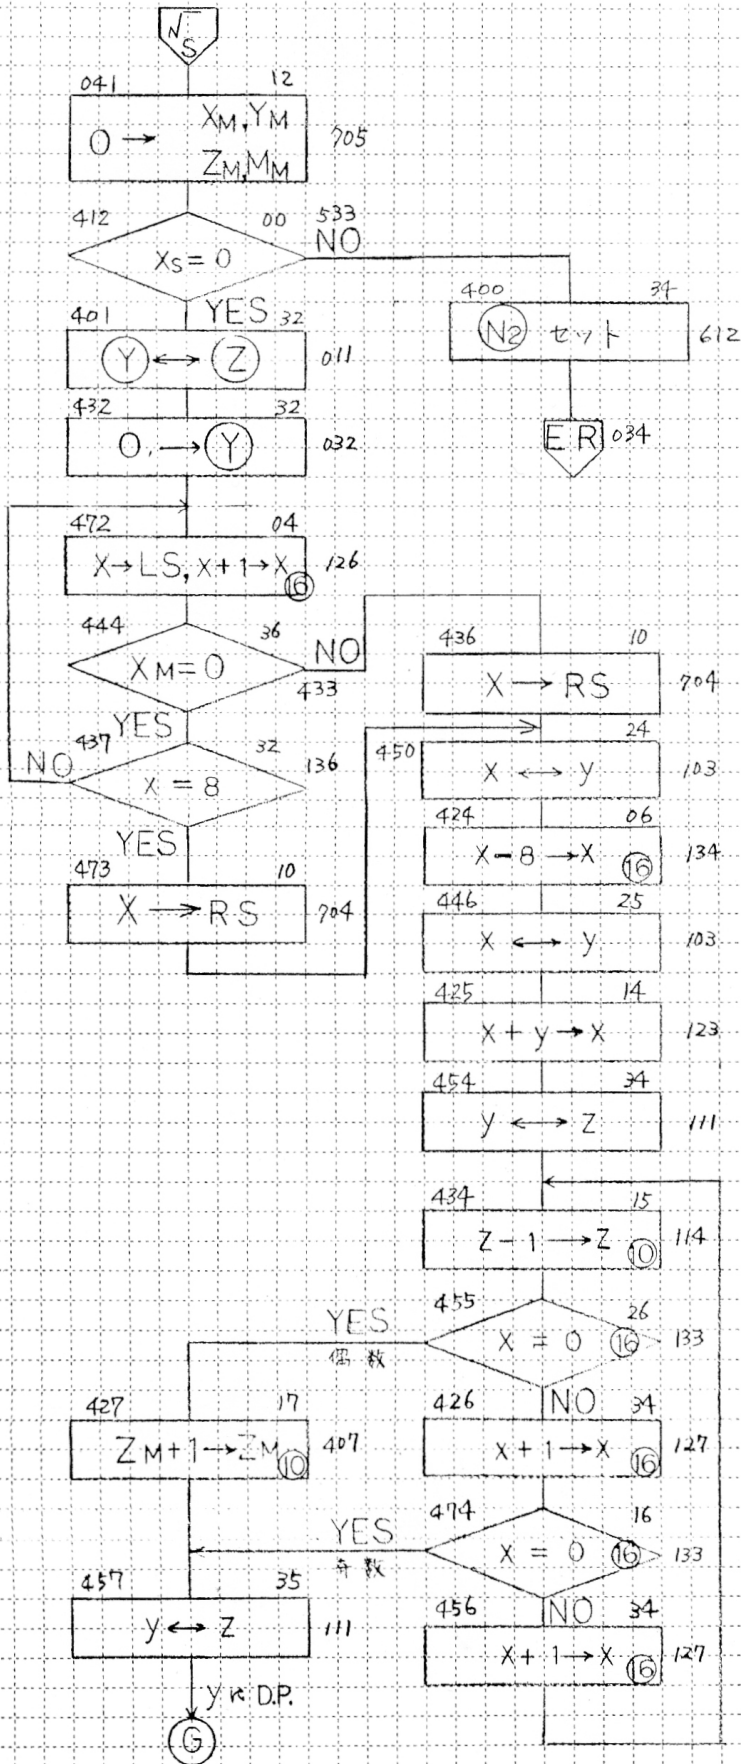 √‾
S
041 12
0 → XM, YM
ZM, MM
705
412 00
XS = 0
533
NO
YES
400 34
N2 セット
612
ER 034
401 32
Y ↔ Z
011
432 32
0. → Y
032
472 04
X → LS, X+1 → X 16
126
444 36
XM = 0
NO
433
YES
437 32
X = 8
136
NO
YES
473 10
X → RS
704
436 10
X → RS
704
450 24
X ↔ y
103
424 06
X - 8 → X 16
134
446 25
X ↔ y
103
425 14
X + y → X
123
454 34
y ↔ Z
111
434 15
Z - 1 → Z 10
114
455 26
X = 0 16
133
YES
偶数
NO
427 17
ZM + 1 → ZM 10
407
426 34
X + 1 → X 16
127
474 16
X = 0 16
133
YES
奇数
NO
457 35
y ↔ Z
111
456 34
X + 1 → X 16
127
y ← D.P.
G